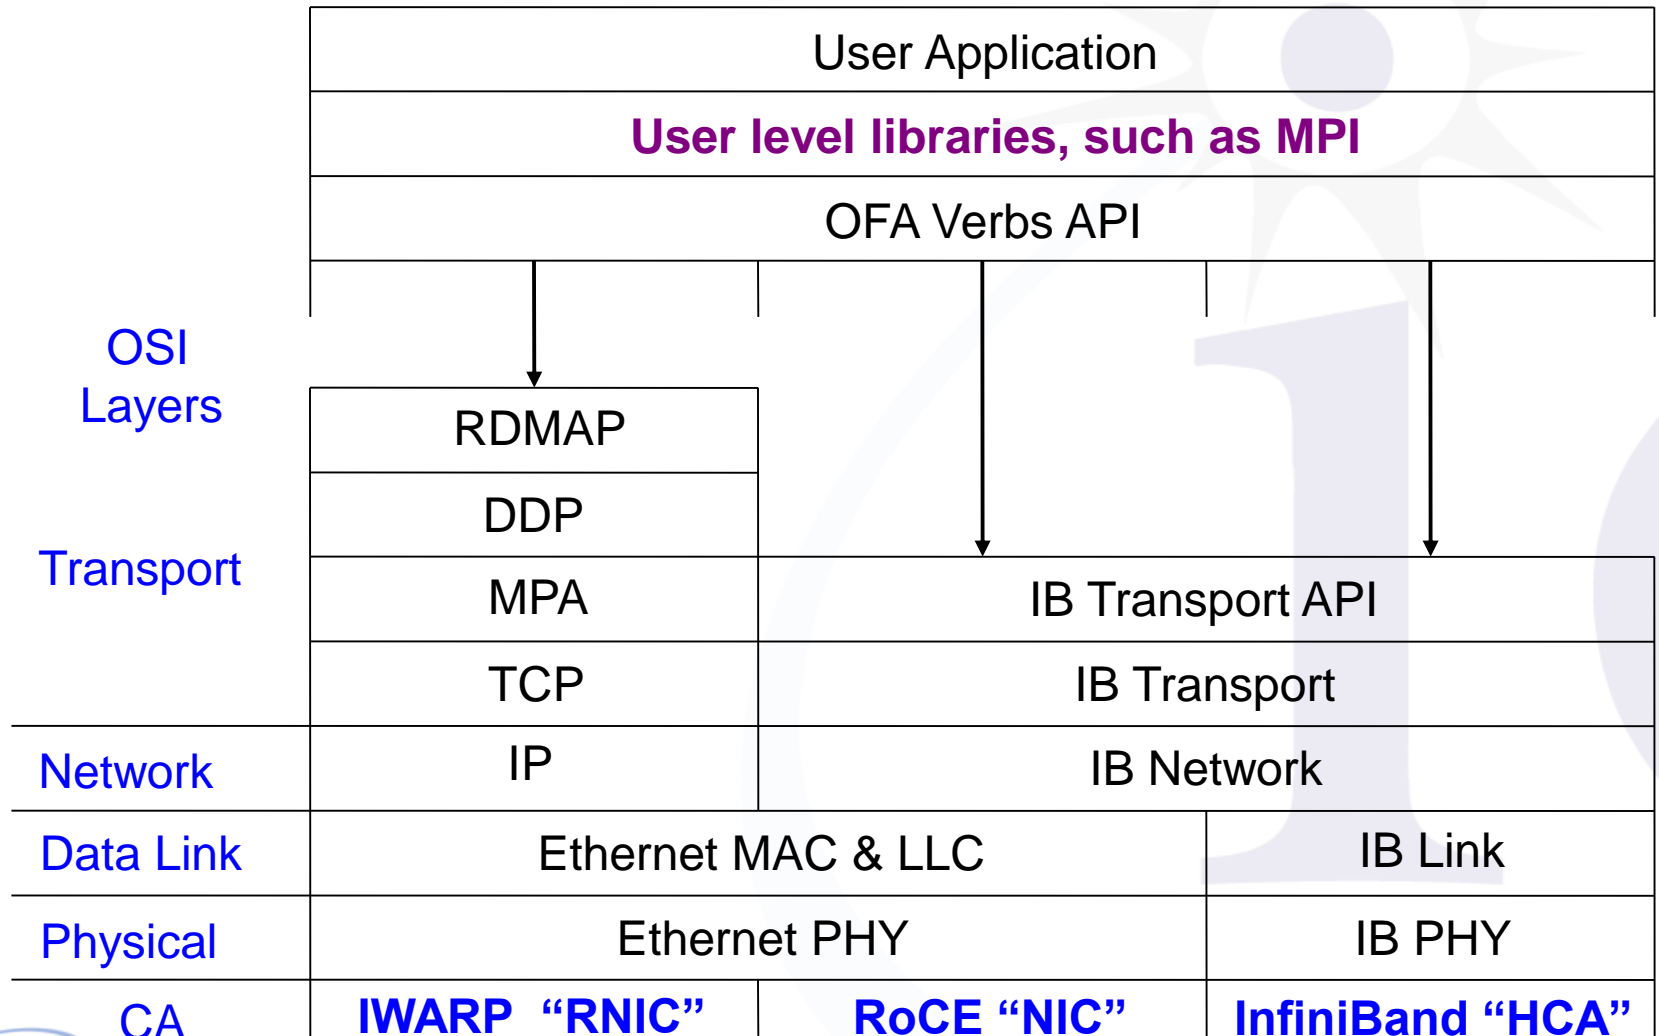 User Application
User level libraries, such as MPI
OFA Verbs API
OSI
Layers
RDMAP
DDP
Transport
MPA
IB Transport API
TCP
IB Transport
Network
IP
IB Network
Data Link
Ethernet MAC & LLC
IB Link
Physical
Ethernet PHY
IB PHY
CA
IWARP “RNIC”
RoCE “NIC”
InfiniBand “HCA”